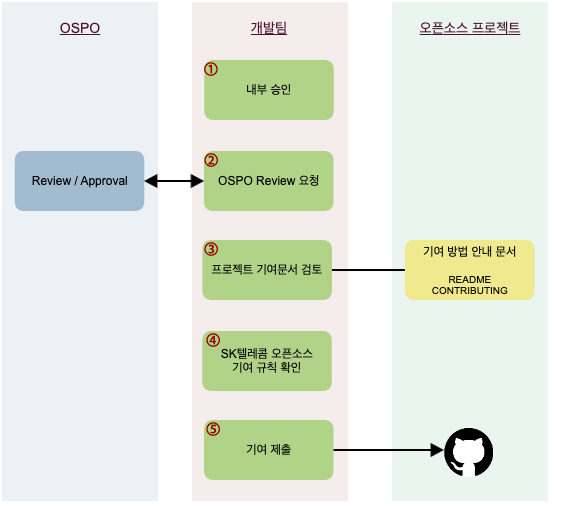 OSPO
개발팀
오픈소스 프로젝트
①
내부 승인
Review / Approval
②
OSPO Review 요청
③
프로젝트 기여문서 검토
기여 방법 안내 문서
README
CONTRIBUTING
④
SK텔레콤 오픈소스
기여 규칙 확인
⑤
기여 제출